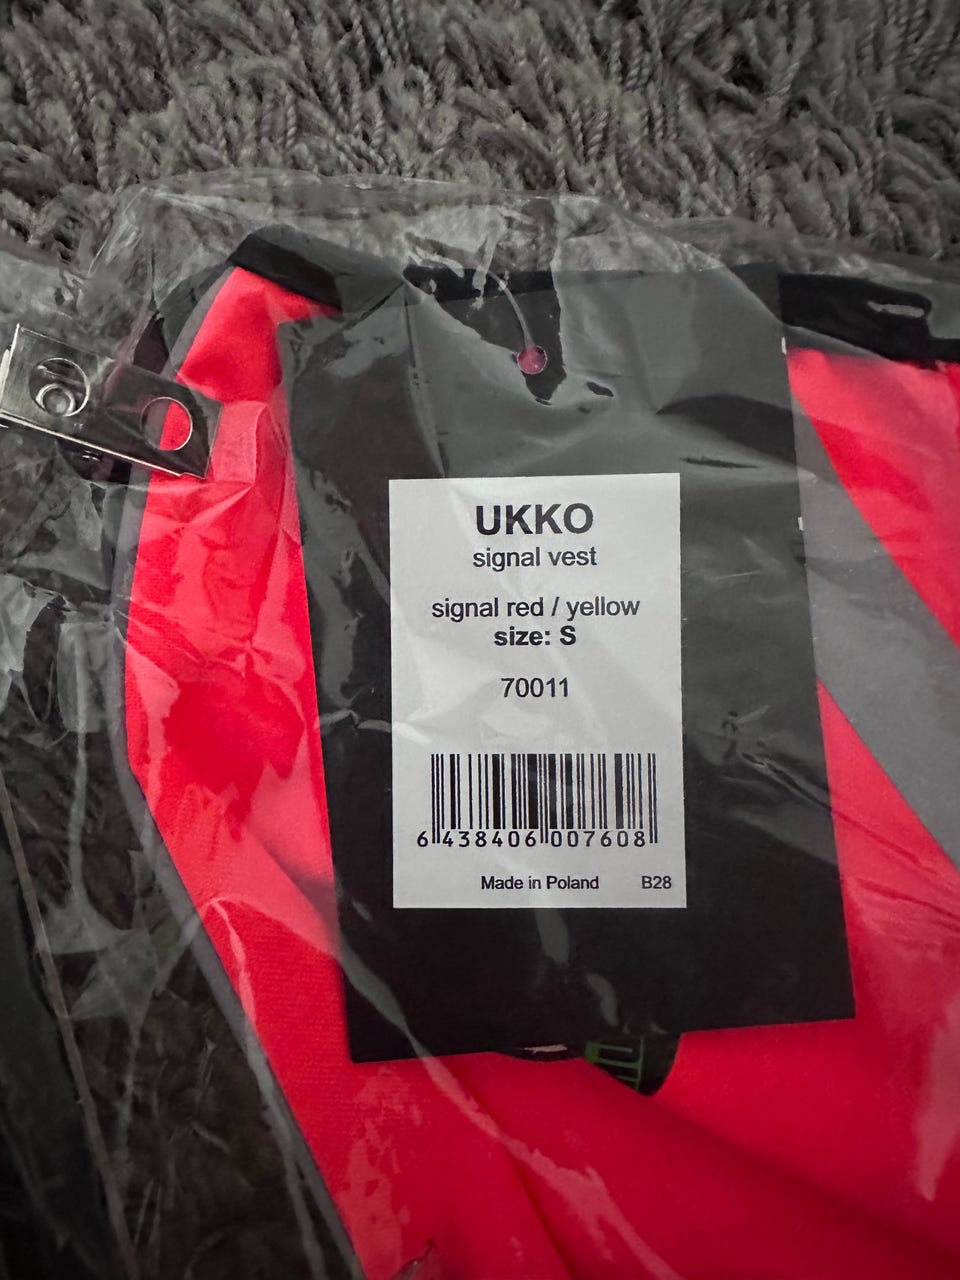 UKKO
signal vest
signal red / yellow
size: S
70011
6 438406 007608
Made in Poland B28